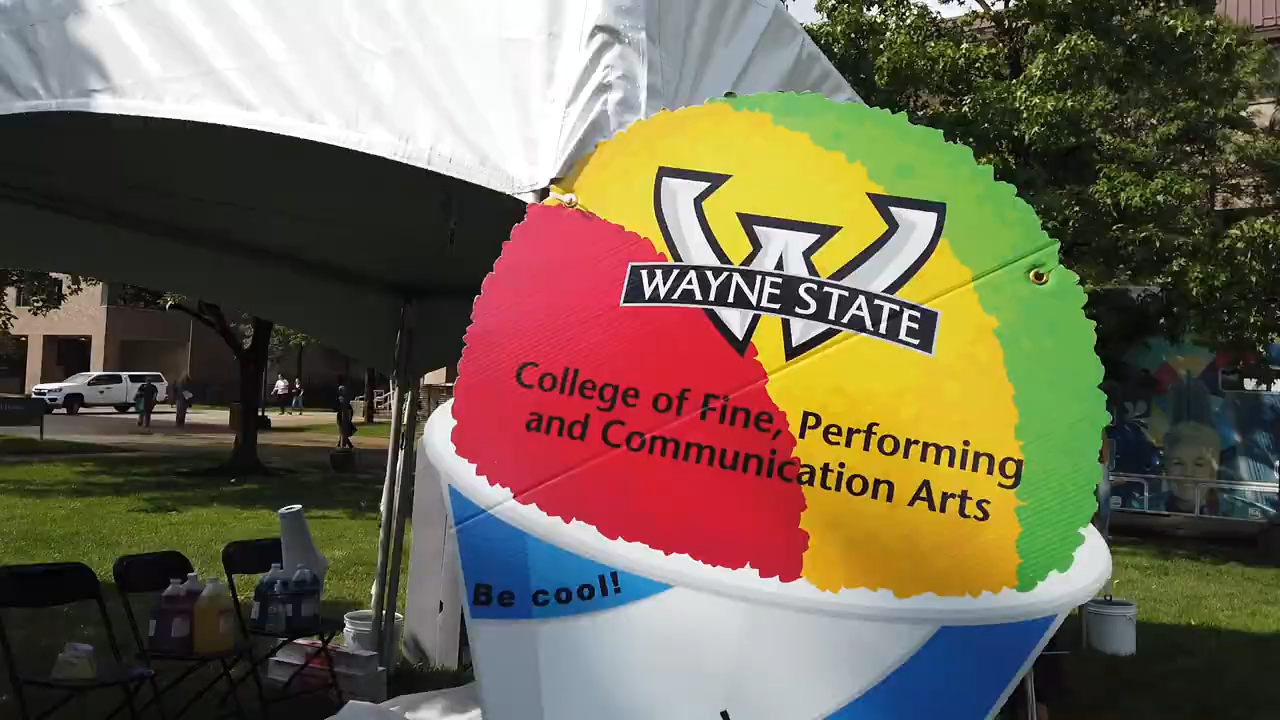 WAYNE STATE
College of Fine, Performing
and Communication Arts
Be cool!